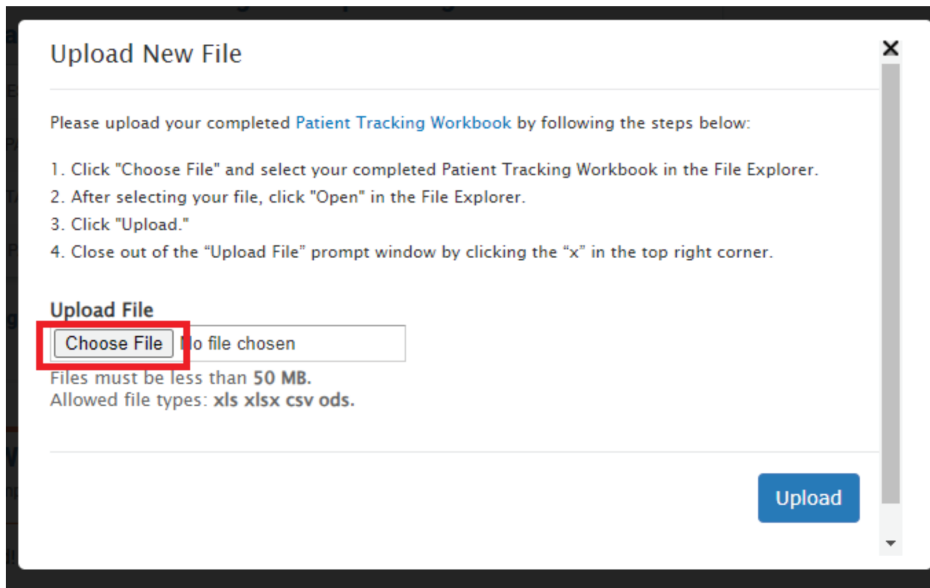 Upload New File
Please upload your completed Patient Tracking Workbook by following the steps below:
1. Click "Choose File" and select your completed Patient Tracking Workbook in the File Explorer.
2. After selecting your file, click "Open" in the File Explorer.
3. Click "Upload."
4. Close out of the “Upload File” prompt window by clicking the “x” in the top right corner.
Upload File
Choose File No file chosen
Files must be less than 50 MB.
Allowed file types: xls xlsx csv ods.
Upload